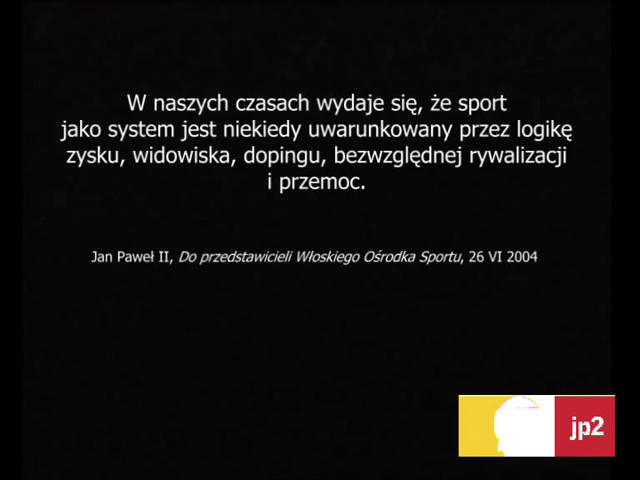 W naszych czasach wydaje się, że sport
jako system jest niekiedy uwarunkowany przez logikę
zysku, widowiska, dopingu, bezwzględnej rywalizacji
i przemoc.
Jan Paweł II, Do przedstawicieli Włoskiego Ośrodka Sportu, 26 VI 2004
jp2